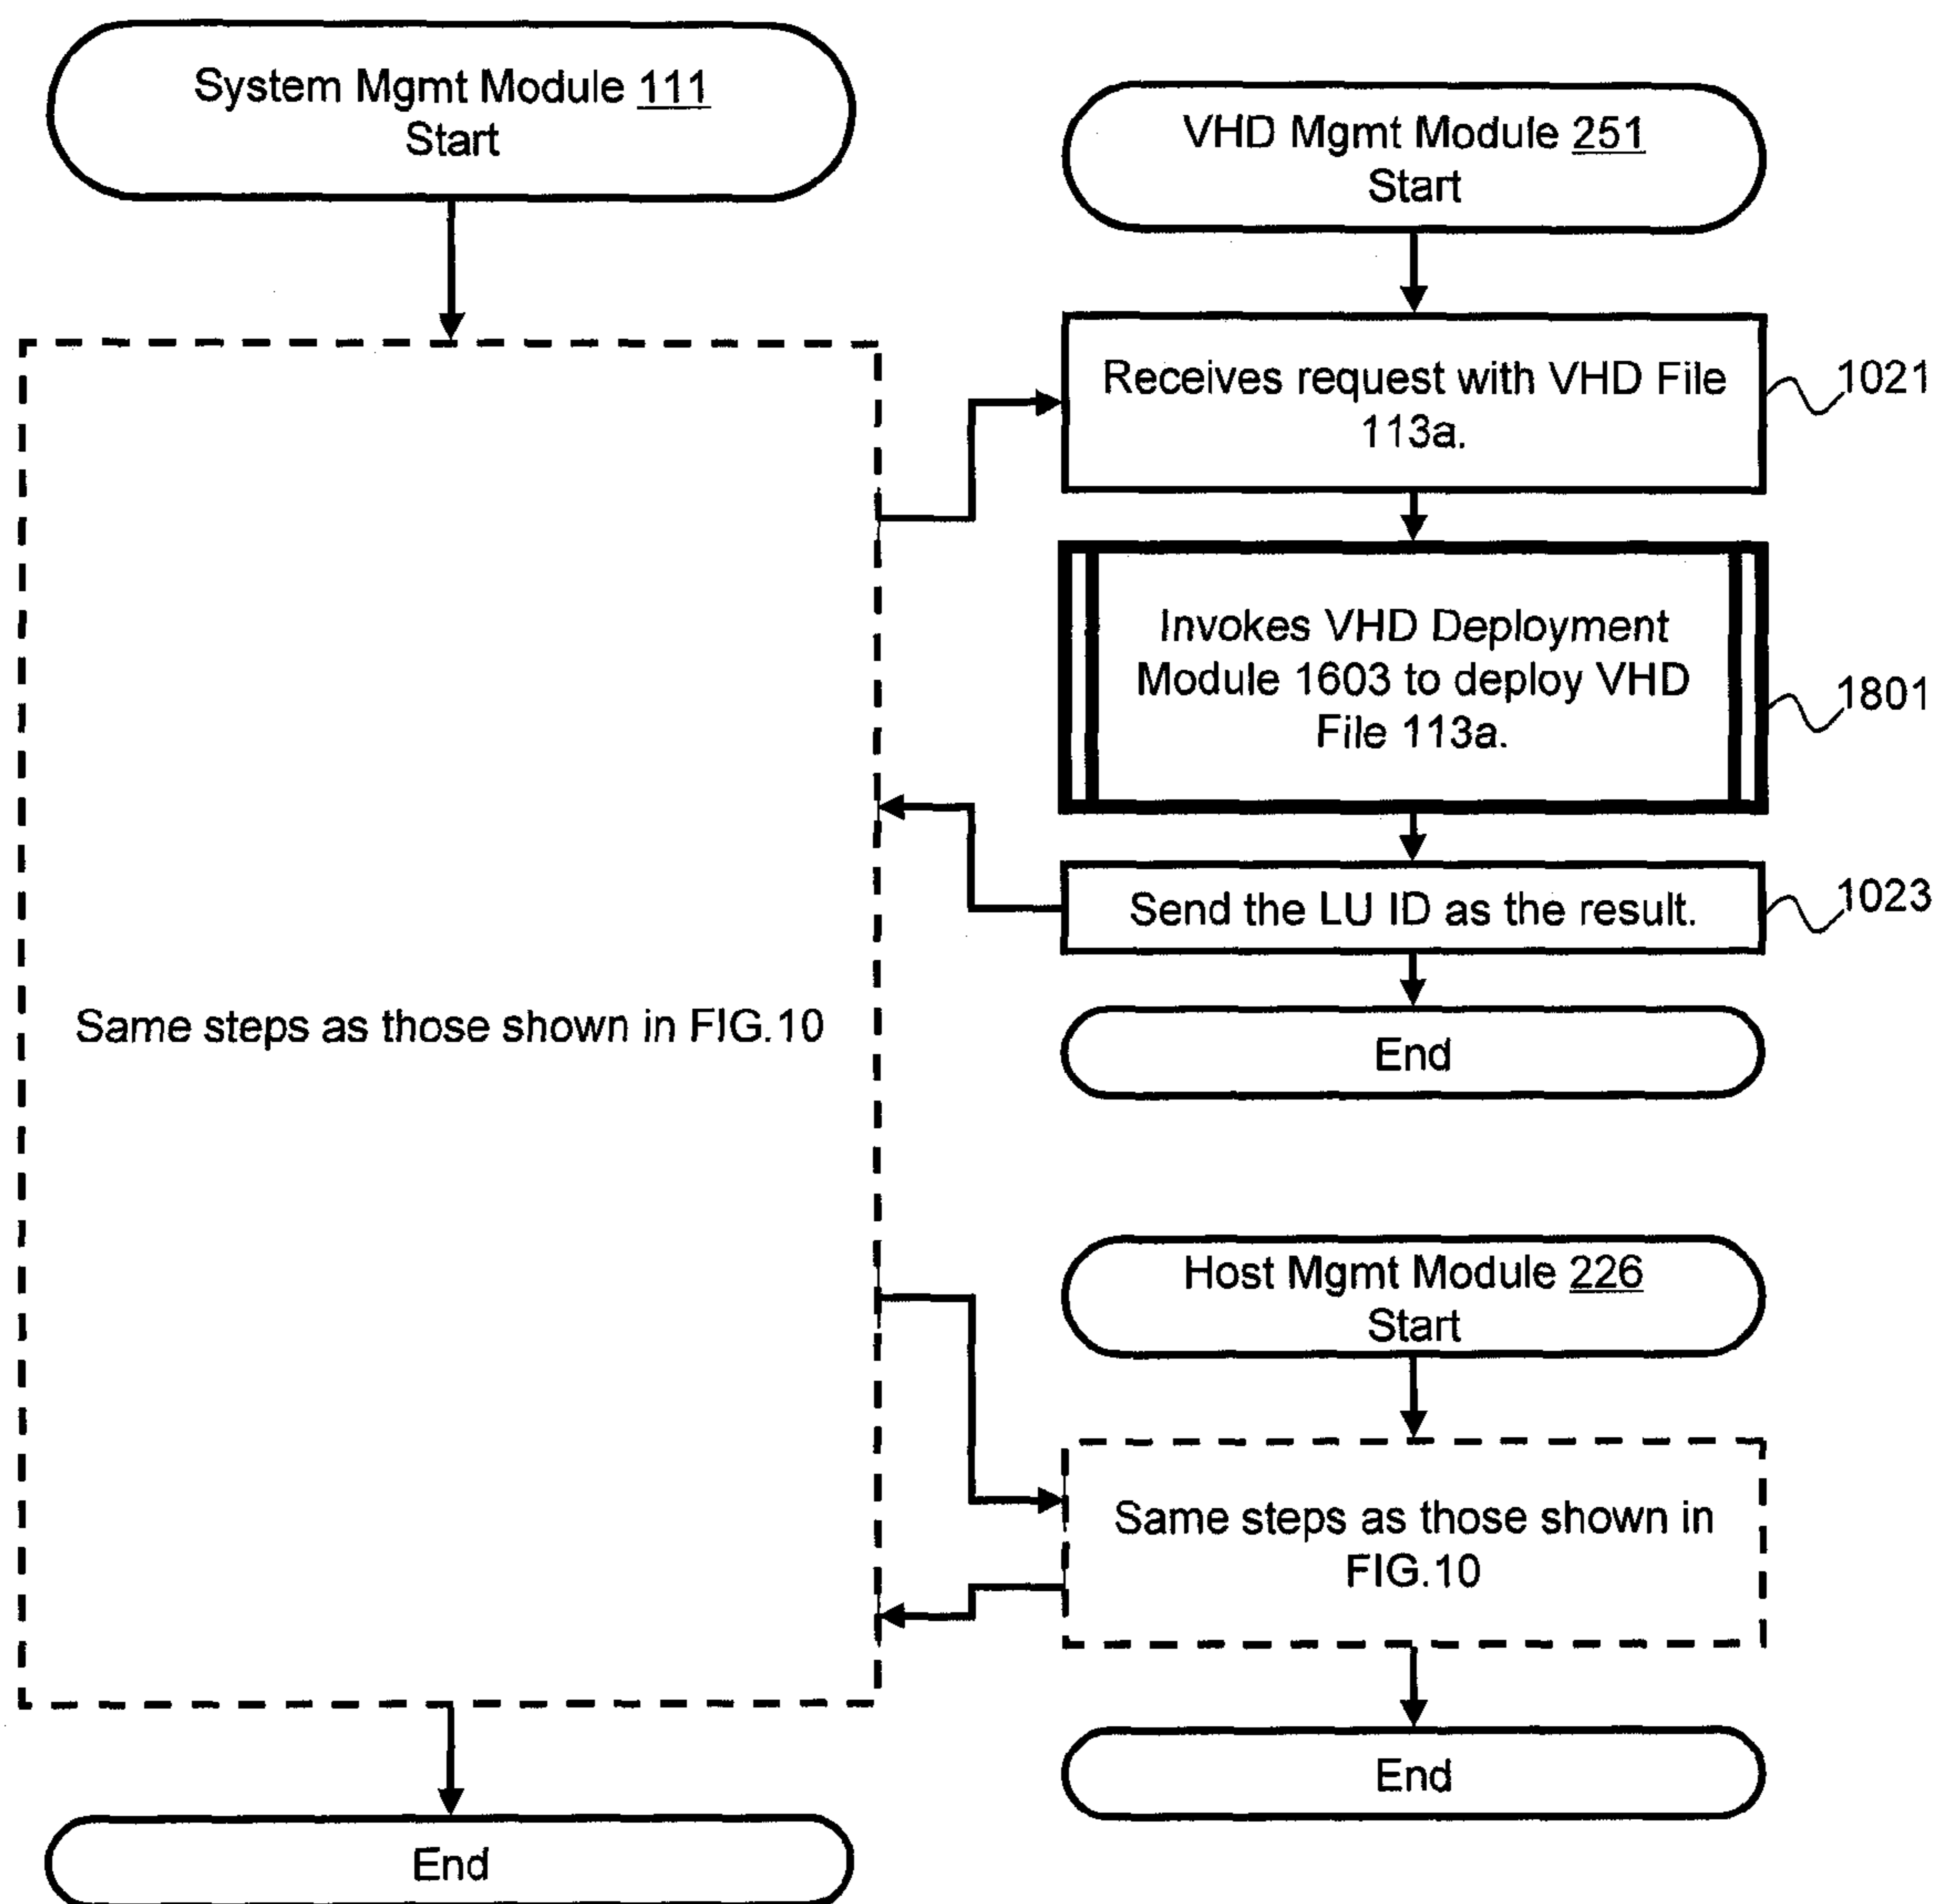 System Mgmt Module 111
Start
VHD Mgmt Module 251
Start
Receives request with VHD File
113a.
1021
Invokes VHD Deployment
Module 1603 to deploy VHD
File 113a.
1801
Send the LU ID as the result.
1023
End
Same steps as those shown in FIG.10
Host Mgmt Module 226
Start
Same steps as those shown in
FIG.10
End
End